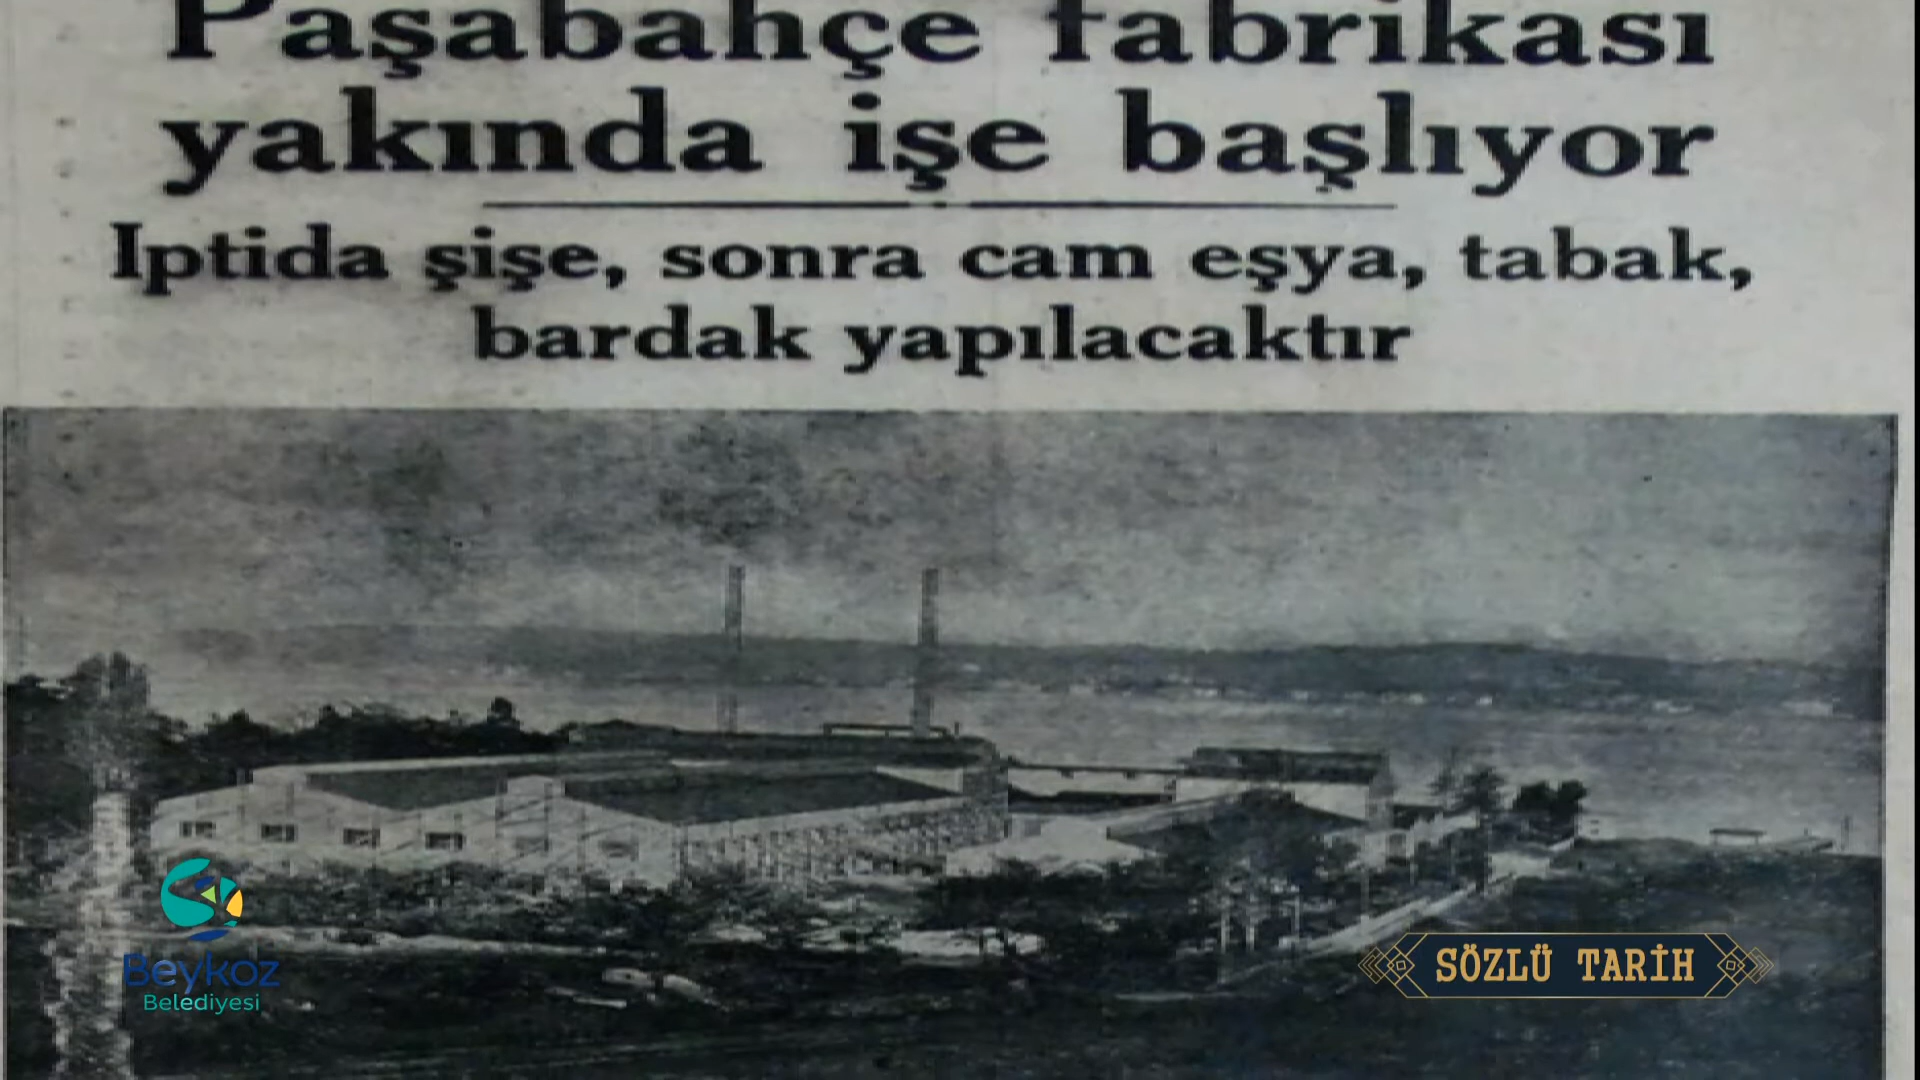 Paşabahçe fabrikası
yakında işe başlıyor
Iptida şişe, sonra cam eşya, tabak,
bardak yapılacaktır
Beykoz
Belediyesi
SÖZLÜ TARİH